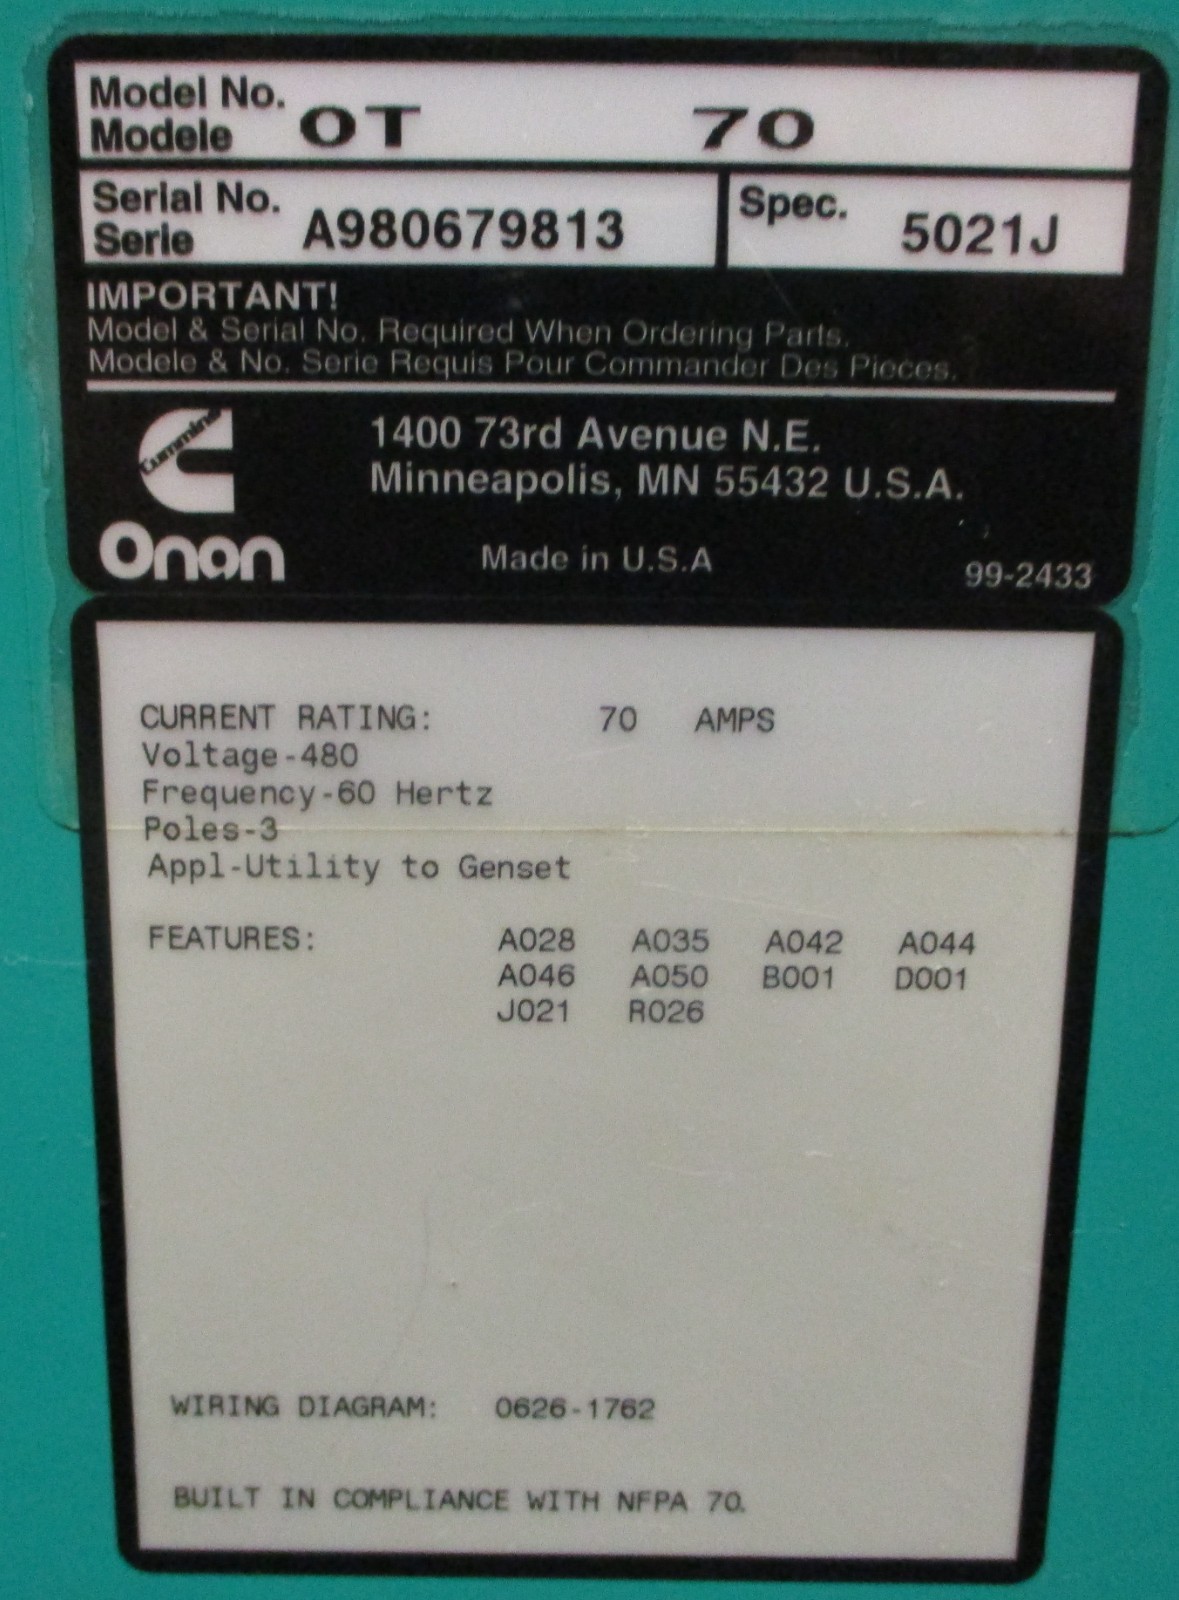 Model No.
Modele OT 70
Serial No.
Serie A980679813
Spec. 5021J
IMPORTANT!
Model & Serial No. Required When Ordering Parts.
Modele & No. Serie Requis Pour Commander Des Pieces.
Cummins
Onan
1400 73rd Avenue N.E.
Minneapolis, MN 55432 U.S.A.
Made in U.S.A
99-2433
CURRENT RATING: 70 AMPS
Voltage-480
Frequency-60 Hertz
Poles-3
Appl-Utility to Genset
FEATURES: A028 A035 A042 A044
A046 A050 B001 D001
J021 R026
WIRING DIAGRAM: 0626-1762
BUILT IN COMPLIANCE WITH NFPA 70.